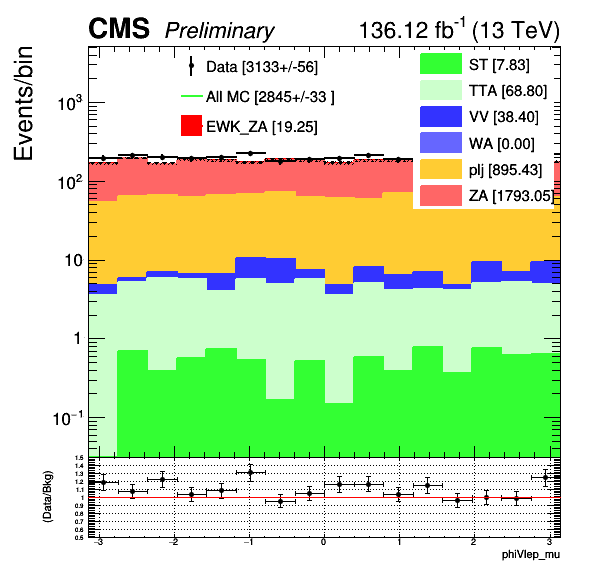 CMS Preliminary 136.12 fb-1 (13 TeV)
Events/bin
Data [3133+/-56]
All MC [2845+/-33 ]
EWK_ZA [19.25]
ST [7.83]
TTA [68.80]
VV [38.40]
WA [0.00]
plj [895.43]
ZA [1793.05]
10³
10²
10
1
10⁻¹
(Data/Bkg)
1.5
1.4
1.3
1.2
1.1
1
0.9
0.8
0.7
0.6
0.5
-3 -2 -1 0 1 2 3
phiVlep_mu